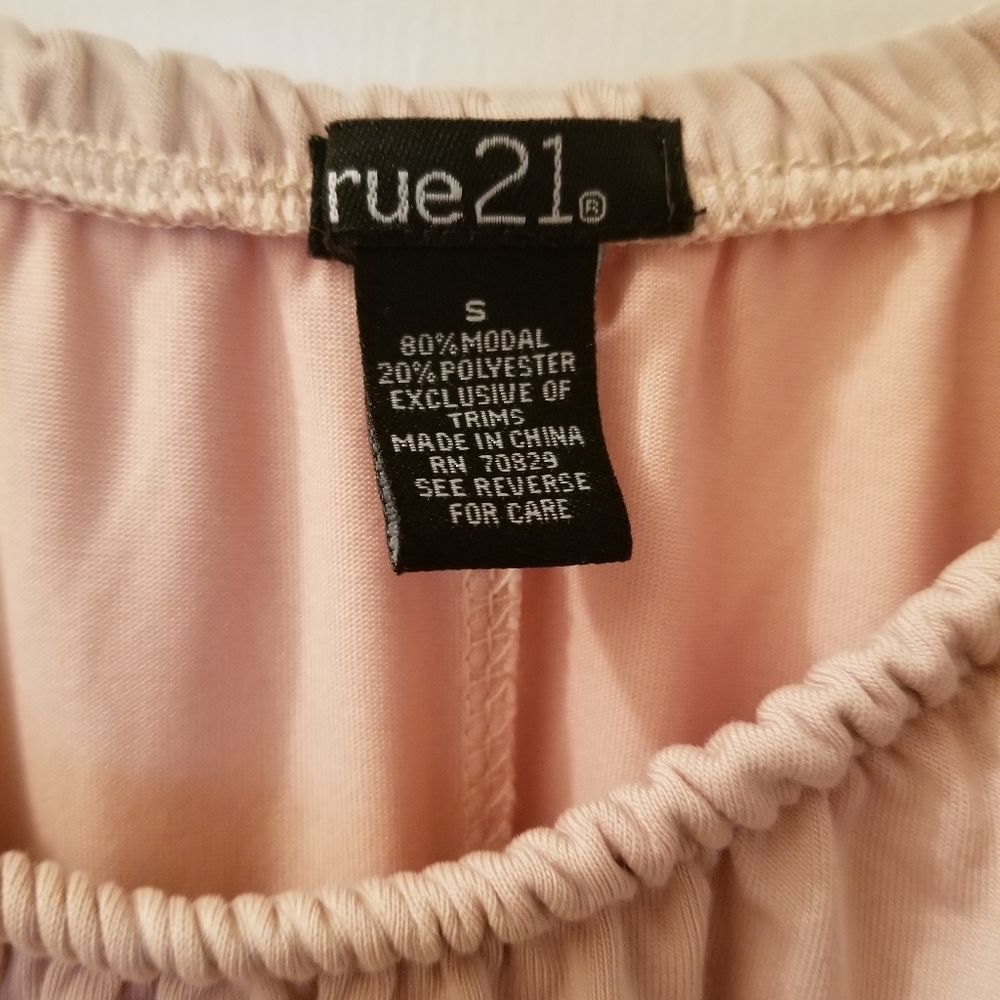 rue21®
S
80% MODAL
20% POLYESTER
EXCLUSIVE OF
TRIMS
MADE IN CHINA
RN 70829
SEE REVERSE
FOR CARE